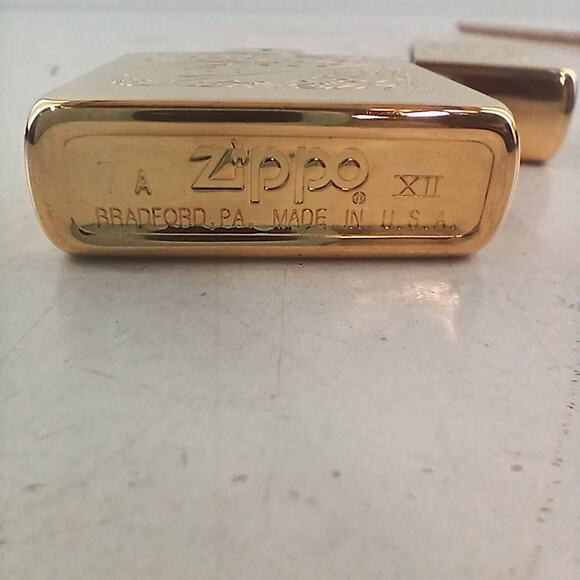 A Zippo ® XII
BRADFORD, PA. MADE IN U.S.A.